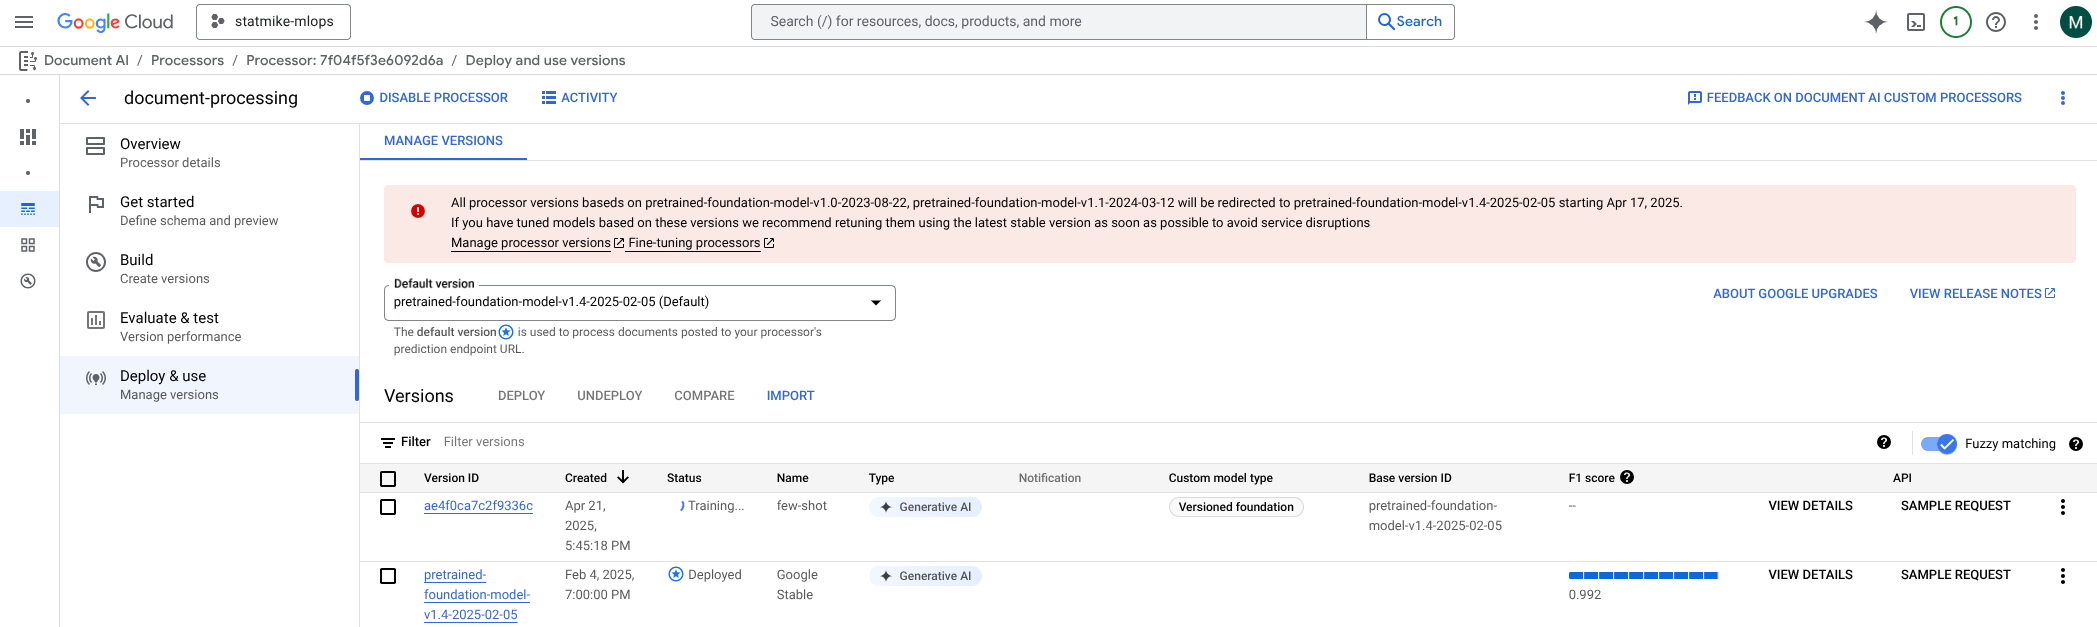 Google Cloud
statmike-mlops
Search (/) for resources, docs, products, and more
Search
1
M
Document AI / Processors / Processor: 7f04f5f3e6092d6a / Deploy and use versions
document-processing
DISABLE PROCESSOR
ACTIVITY
FEEDBACK ON DOCUMENT AI CUSTOM PROCESSORS
Overview
Processor details
Get started
Define schema and preview
Build
Create versions
Evaluate & test
Version performance
Deploy & use
Manage versions
MANAGE VERSIONS
All processor versions baseds on pretrained-foundation-model-v1.0-2023-08-22, pretrained-foundation-model-v1.1-2024-03-12 will be redirected to pretrained-foundation-model-v1.4-2025-02-05 starting Apr 17, 2025.
If you have tuned models based on these versions we recommend retuning them using the latest stable version as soon as possible to avoid service disruptions
Manage processor versions Fine-tuning processors
Default version
pretrained-foundation-model-v1.4-2025-02-05 (Default)
The default version is used to process documents posted to your processor's
prediction endpoint URL.
ABOUT GOOGLE UPGRADES
VIEW RELEASE NOTES
Versions DEPLOY UNDEPLOY COMPARE IMPORT
Filter Filter versions
Fuzzy matching
Version ID Created Status Name Type Notification Custom model type Base version ID F1 score API
ae4f0ca7c2f9336c
Apr 21,
2025,
5:45:18 PM
Training...
few-shot
Generative AI
Versioned foundation
pretrained-foundation-
model-v1.4-2025-02-05
--
VIEW DETAILS
SAMPLE REQUEST
pretrained-
foundation-model-
v1.4-2025-02-05
Feb 4, 2025,
7:00:00 PM
Deployed
Google
Stable
Generative AI
0.992
VIEW DETAILS
SAMPLE REQUEST